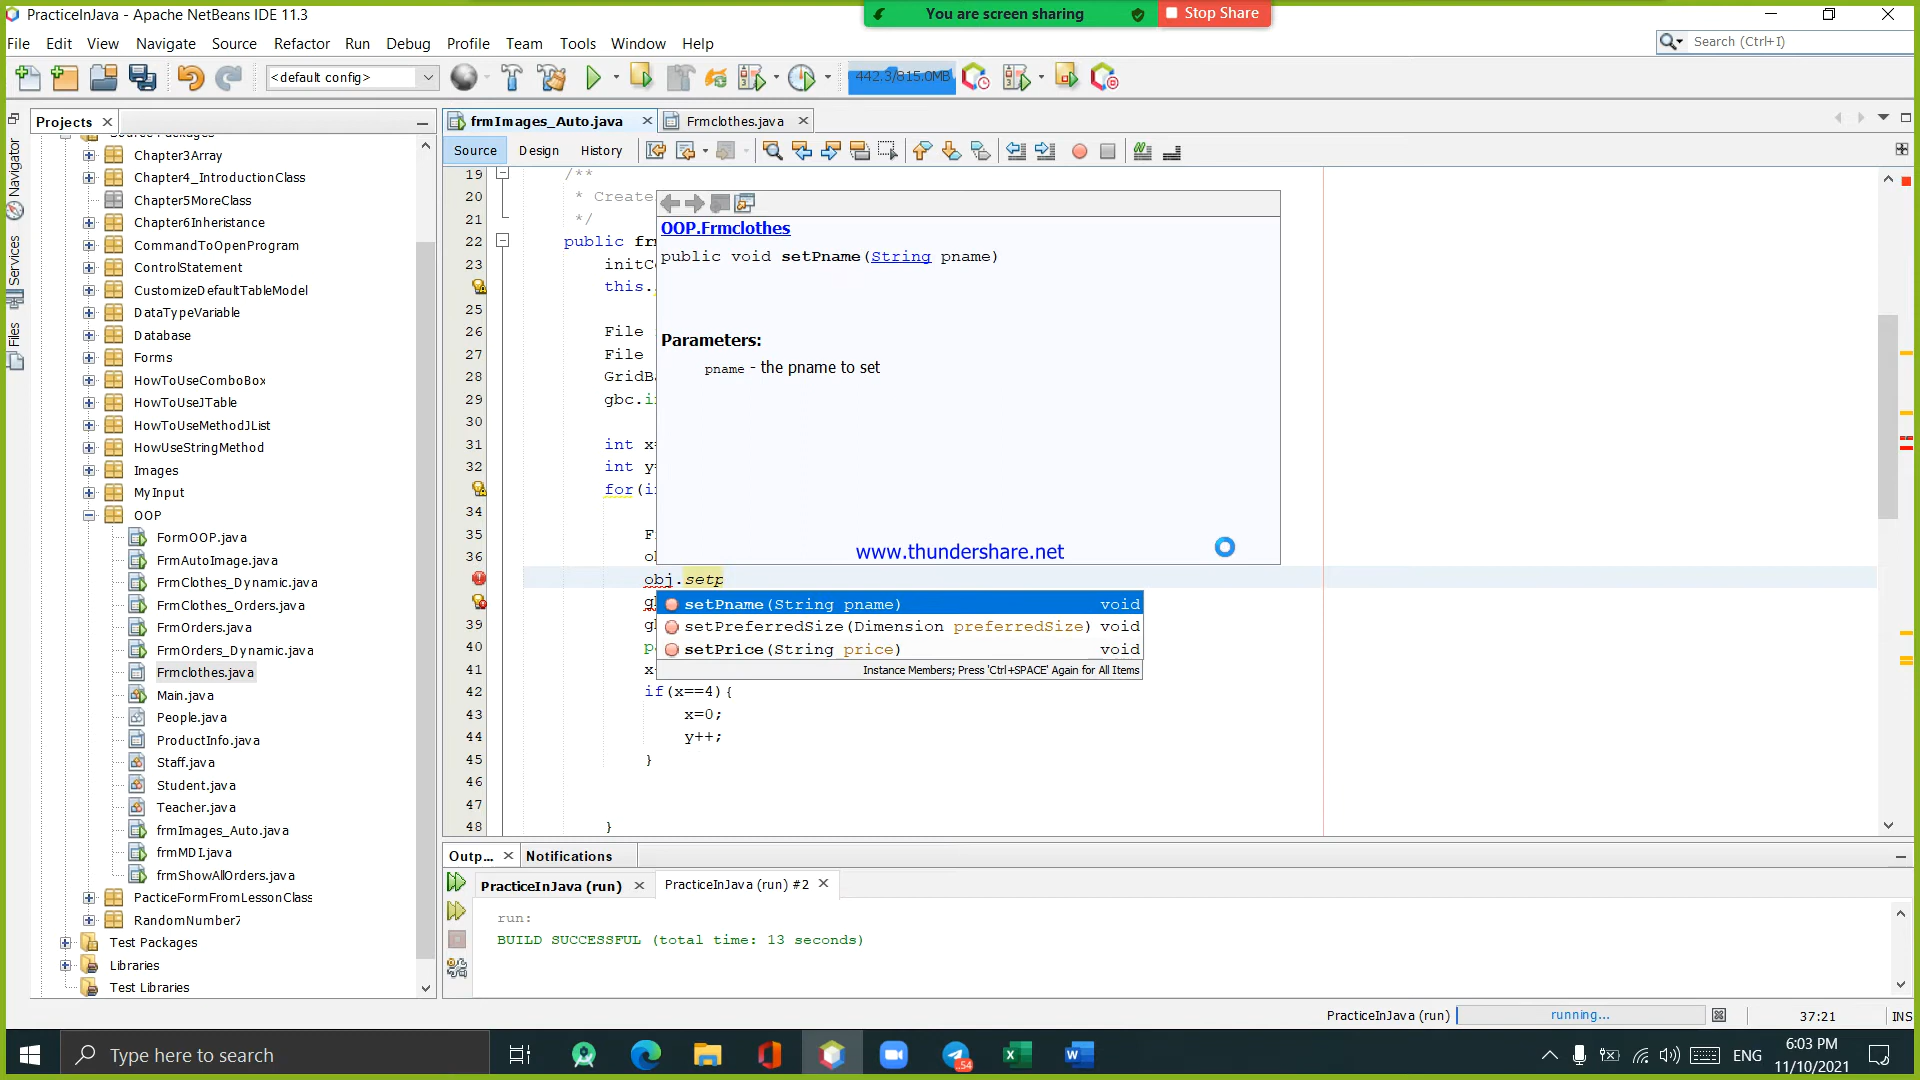 PracticeInJava - Apache NetBeans IDE 11.3
You are screen sharing
Stop Share
File Edit View Navigate Source Refactor Run Debug Profile Team Tools Window Help
Search (Ctrl+I)
<default config>
442.3/815.0MB
Projects
frmImages_Auto.java
Frmclothes.java
Source Design History
Navigator
Services
Files
Source Packages
Chapter3Array
Chapter4_IntroductionClass
Chapter5MoreClass
Chapter6Inheristance
CommandToOpenProgram
ControlStatement
CustomizeDefaultTableModel
DataTypeVariable
Database
Forms
HowToUseComboBox
HowToUseJTable
HowToUseMethodJList
HowUseStringMethod
Images
MyInput
OOP
FormOOP.java
FrmAutoImage.java
FrmClothes_Dynamic.java
FrmClothes_Orders.java
FrmOrders.java
FrmOrders_Dynamic.java
Frmclothes.java
Main.java
People.java
ProductInfo.java
Staff.java
Student.java
Teacher.java
frmImages_Auto.java
frmMDI.java
frmShowAllOrders.java
PacticeFormFromLessonClass
RandomNumber7
Test Packages
Libraries
Test Libraries
19 /**
20 * Create
21 */
22 public fr
23 initC
this.
25
26 File
27 File
28 GridBa
29 gbc.i
30
31 int x
32 int y
for(i
34
35 F
36 o
obj.setp
g
39 g
40 p
41 x
42 if(x==4){
43 x=0;
44 y++;
45 }
46
47
48 }
OOP.Frmclothes
public void setPname(String pname)
Parameters:
pname - the pname to set
www.thundershare.net
setPname(String pname) void
setPreferredSize(Dimension preferredSize) void
setPrice(String price) void
Instance Members; Press 'Ctrl+SPACE' Again for All Items
Outp... Notifications
PracticeInJava (run)
PracticeInJava (run) #2
run:
BUILD SUCCESSFUL (total time: 13 seconds)
PracticeInJava (run)
running...
37:21
INS
Type here to search
54
ENG
6:03 PM
11/10/2021